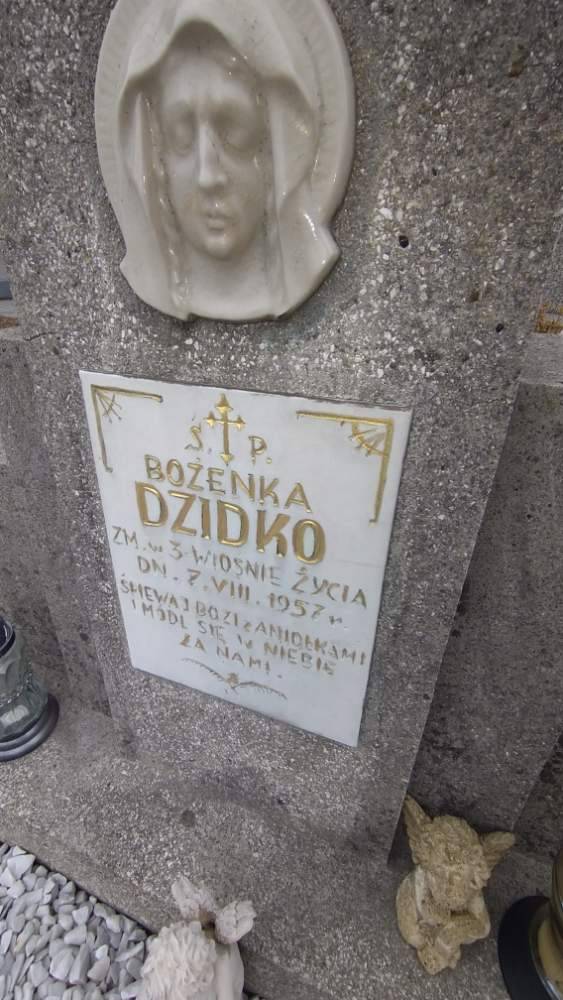 Ś. P.
BOŻENKA
DZIDKO
ZM. w 3 WIOŚNIE ŻYCIA
DN. 7. VIII. 1957 r.
ŚPIEWAJ BOZI z ANIOŁKAMI
I MÓDL SIĘ W NIEBIE
ZA NAMI.